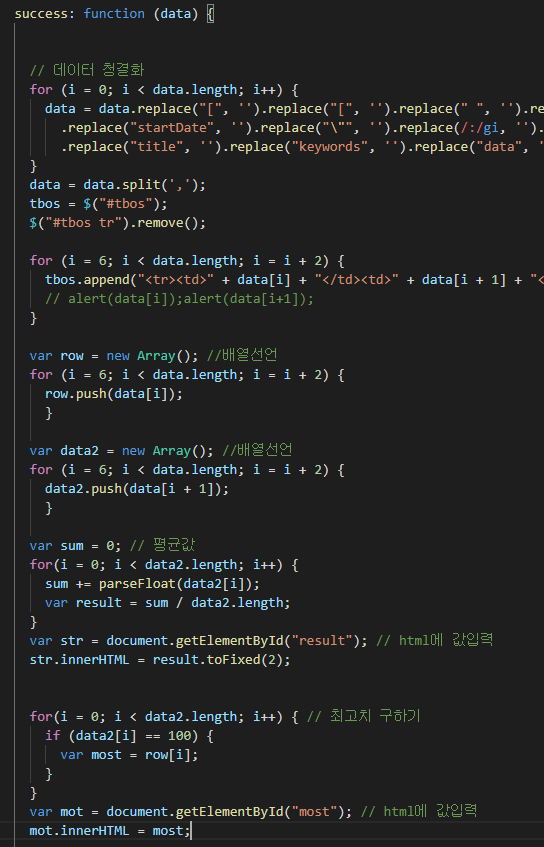 success: function (data) {
// 데이터 청결화
for (i = 0; i < data.length; i++) {
data = data.replace("[", '').replace("[", '').replace(" ", '').re
.replace("startDate", '').replace("\"", '').replace(/:/gi, '').
.replace("title", '').replace("keywords", '').replace("data", '
}
data = data.split(',');
tbos = $("#tbos");
$("#tbos tr").remove();
for (i = 6; i < data.length; i = i + 2) {
tbos.append("<tr><td>" + data[i] + "</td><td>" + data[i + 1] + "<
// alert(data[i]);alert(data[i+1]);
}
var row = new Array(); //배열선언
for (i = 6; i < data.length; i = i + 2) {
row.push(data[i]);
}
var data2 = new Array(); //배열선언
for (i = 6; i < data.length; i = i + 2) {
data2.push(data[i + 1]);
}
var sum = 0; // 평균값
for(i = 0; i < data2.length; i++) {
sum += parseFloat(data2[i]);
var result = sum / data2.length;
}
var str = document.getElementById("result"); // html에 값입력
str.innerHTML = result.toFixed(2);
for(i = 0; i < data2.length; i++) { // 최고치 구하기
if (data2[i] == 100) {
var most = row[i];
}
}
var mot = document.getElementById("most"); // html에 값입력
mot.innerHTML = most;